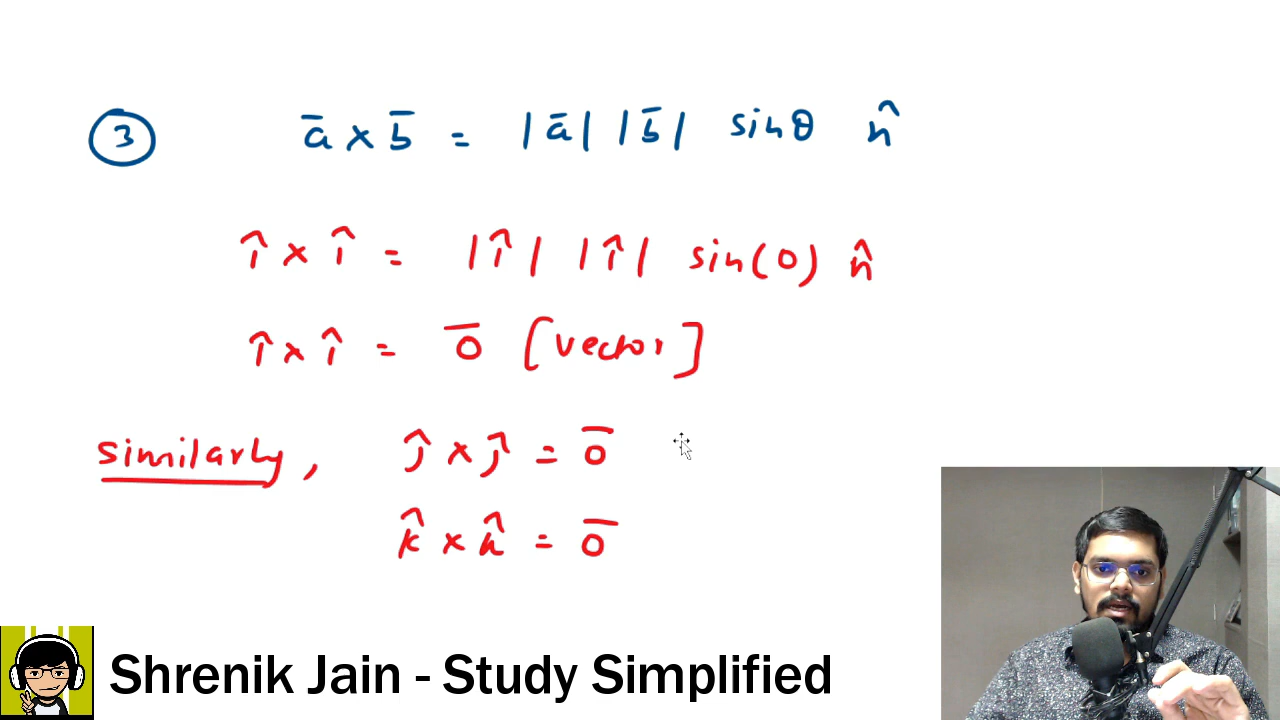 ③ a̅ × b̅ = |a̅| |b̅| sinθ n̂
î × î = |î| |î| sin(0) n̂
î × î = 0̅ [vector]
similarly, ĵ × ĵ = 0̅
k̂ × k̂ = 0̅
Shrenik Jain - Study Simplified